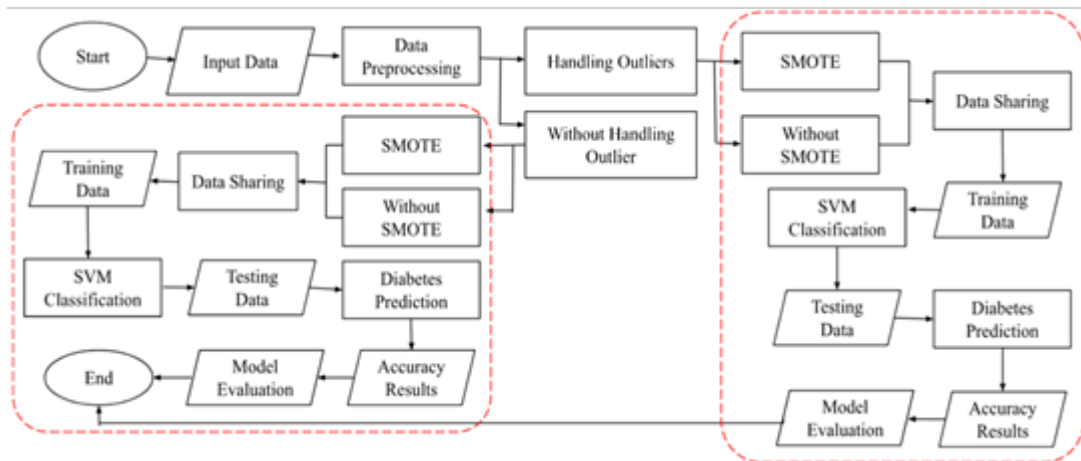 Start
Input Data
Data
Preprocessing
Handling Outliers
SMOTE
Data Sharing
Without
SMOTE
Without Handling
Outlier
SMOTE
Without
SMOTE
Data Sharing
Training
Data
SVM
Classification
Testing
Data
Diabetes
Prediction
Accuracy
Results
Model
Evaluation
End
Training
Data
SVM
Classification
Testing
Data
Diabetes
Prediction
Accuracy
Results
Model
Evaluation